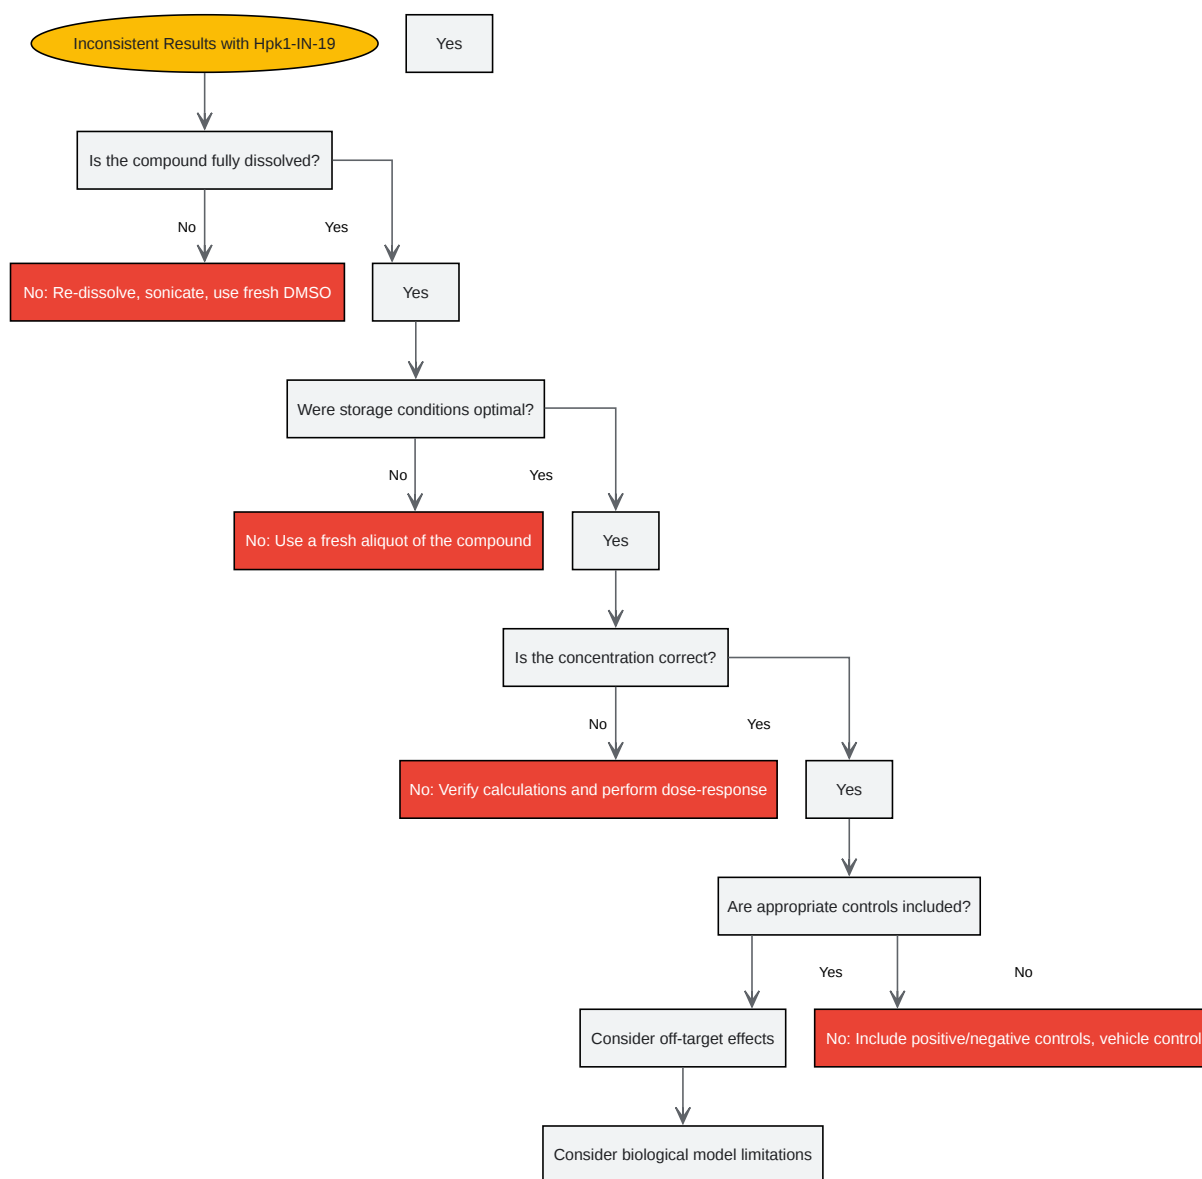 Inconsistent Results with Hpk1-IN-19
Yes
Is the compound fully dissolved?
No
Yes
No: Re-dissolve, sonicate, use fresh DMSO
Yes
Were storage conditions optimal?
No
Yes
No: Use a fresh aliquot of the compound
Yes
Is the concentration correct?
No
Yes
No: Verify calculations and perform dose-response
Yes
Are appropriate controls included?
Yes
No
Consider off-target effects
No: Include positive/negative controls, vehicle control
Consider biological model limitations